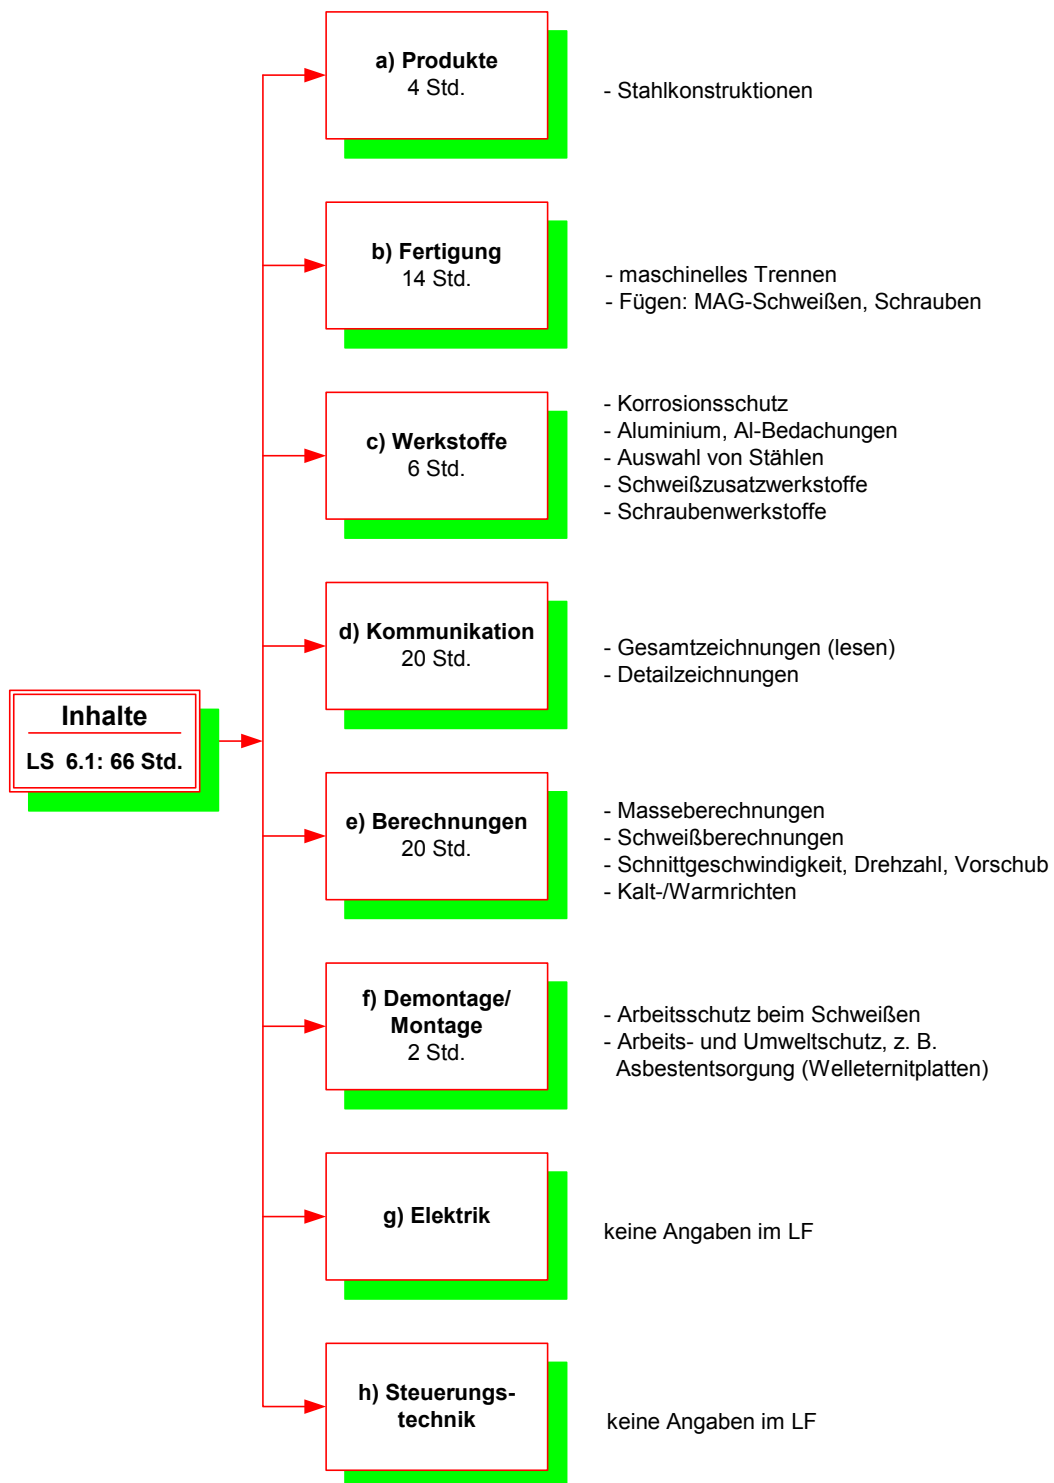 a) Produkte
4 Std.
- Stahlkonstruktionen
b) Fertigung
14 Std.
- maschinelles Trennen
- Fügen: MAG-Schweißen, Schrauben
c) Werkstoffe
6 Std.
- Korrosionsschutz
- Aluminium, Al-Bedachungen
- Auswahl von Stählen
- Schweißzusatzwerkstoffe
- Schraubenwerkstoffe
d) Kommunikation
20 Std.
- Gesamtzeichnungen (lesen)
- Detailzeichnungen
Inhalte
LS 6.1: 66 Std.
e) Berechnungen
20 Std.
- Masseberechnungen
- Schweißberechnungen
- Schnittgeschwindigkeit, Drehzahl, Vorschub
- Kalt-/Warmrichten
f) Demontage/
Montage
2 Std.
- Arbeitsschutz beim Schweißen
- Arbeits- und Umweltschutz, z. B.
Asbestentsorgung (Welleternitplatten)
g) Elektrik
keine Angaben im LF
h) Steuerungs-
technik
keine Angaben im LF